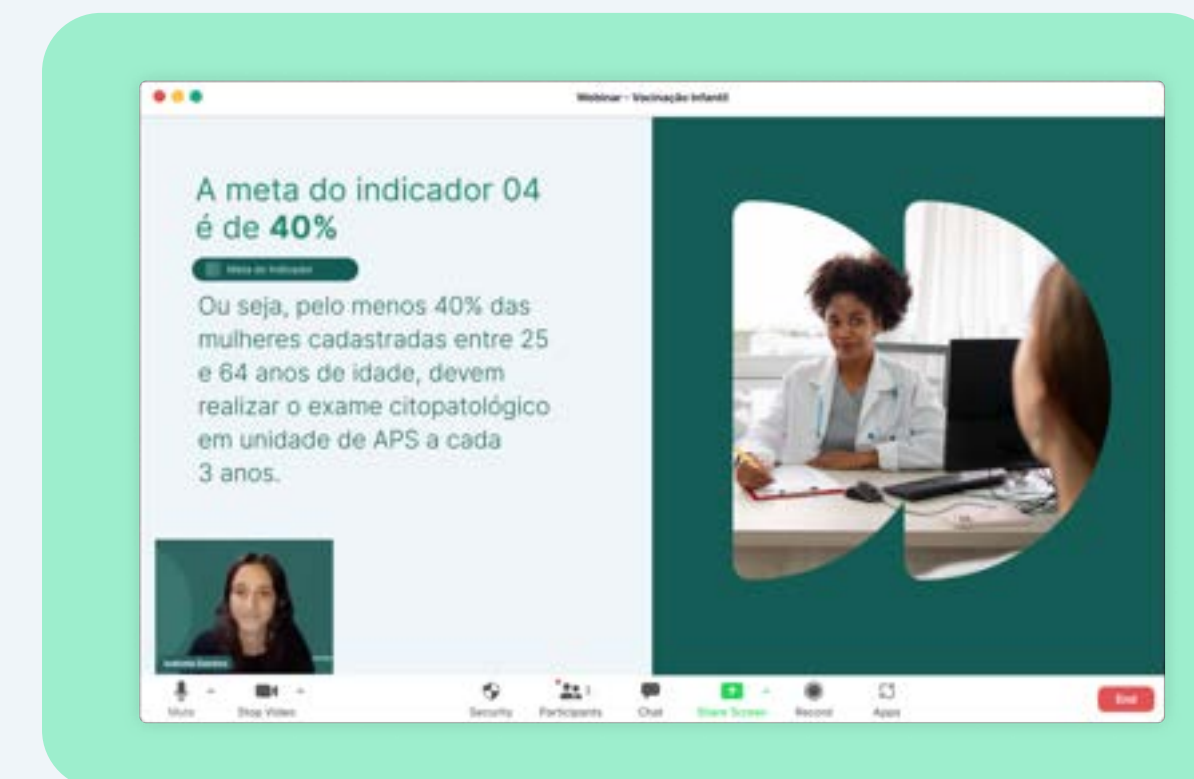 Webinar - Vacinação Infantil
A meta do indicador 04
é de 40%
Meta do Indicador
Ou seja, pelo menos 40% das
mulheres cadastradas entre 25
e 64 anos de idade, devem
realizar o exame citopatológico
em unidade de APS a cada
3 anos.
Mute
Stop Video
Security
Participants
Chat
Share Screen
Record
Apps
End